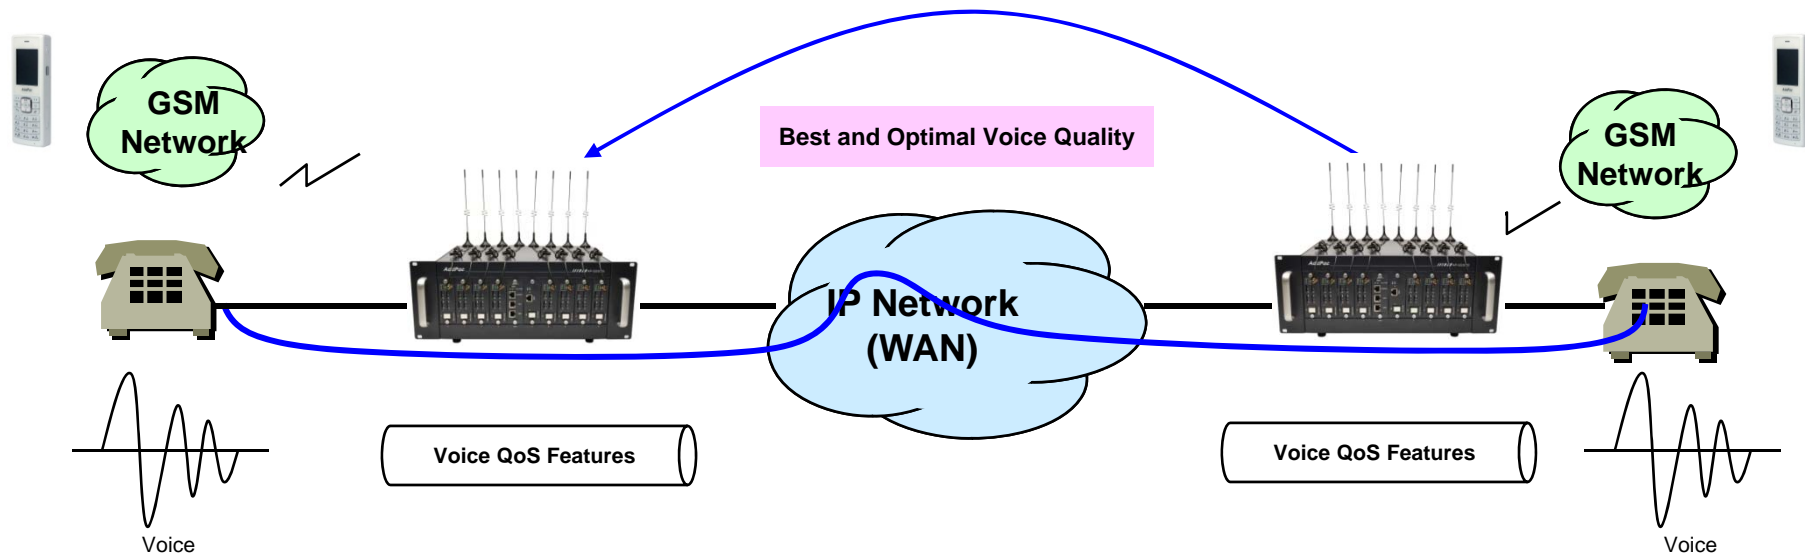 GSM
Network
Best and Optimal Voice Quality
GSM
Network
AddPac
IP Network
(WAN)
Voice QoS Features
Voice QoS Features
Voice
Voice